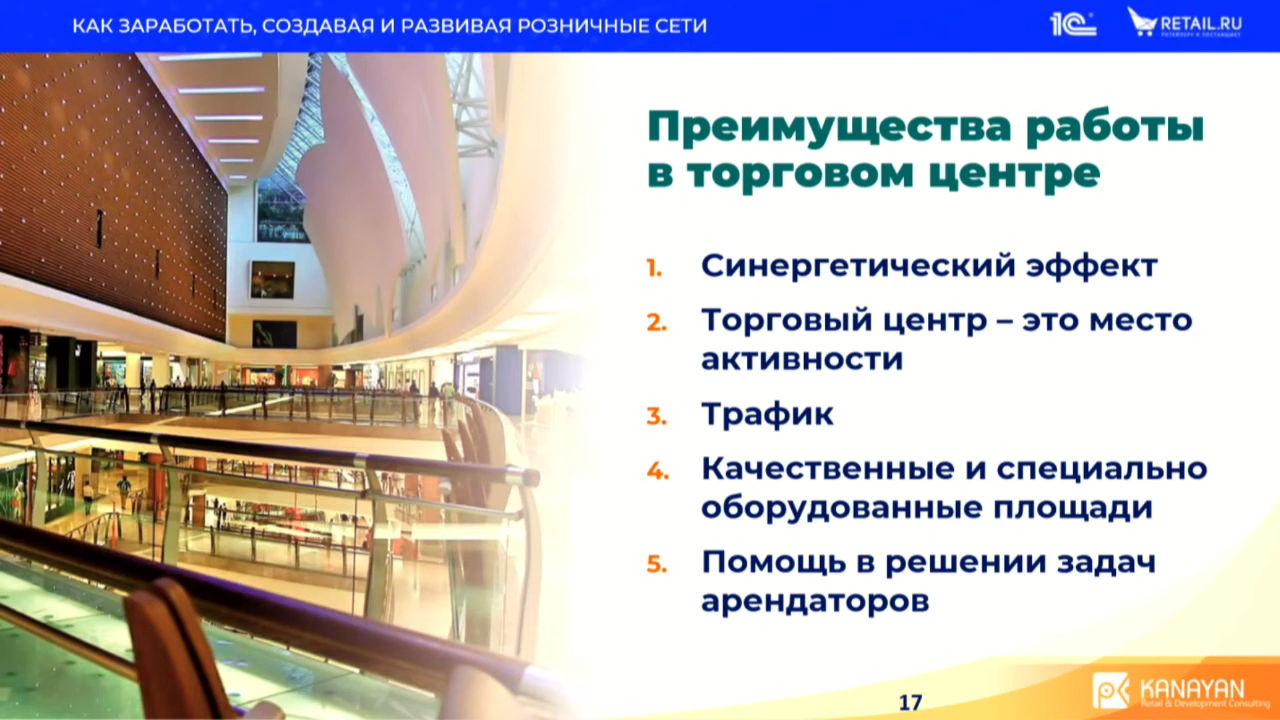 КАК ЗАРАБОТАТЬ, СОЗДАВАЯ И РАЗВИВАЯ РОЗНИЧНЫЕ СЕТИ
1С
RETAIL.RU
РИТЕЙЛЕРУ И ПОСТАВЩИКУ
Преимущества работы
в торговом центре
1. Синергетический эффект
2. Торговый центр – это место
активности
3. Трафик
4. Качественные и специально
оборудованные площади
5. Помощь в решении задач
арендаторов
17
KANAYAN
Retail & Development Consulting